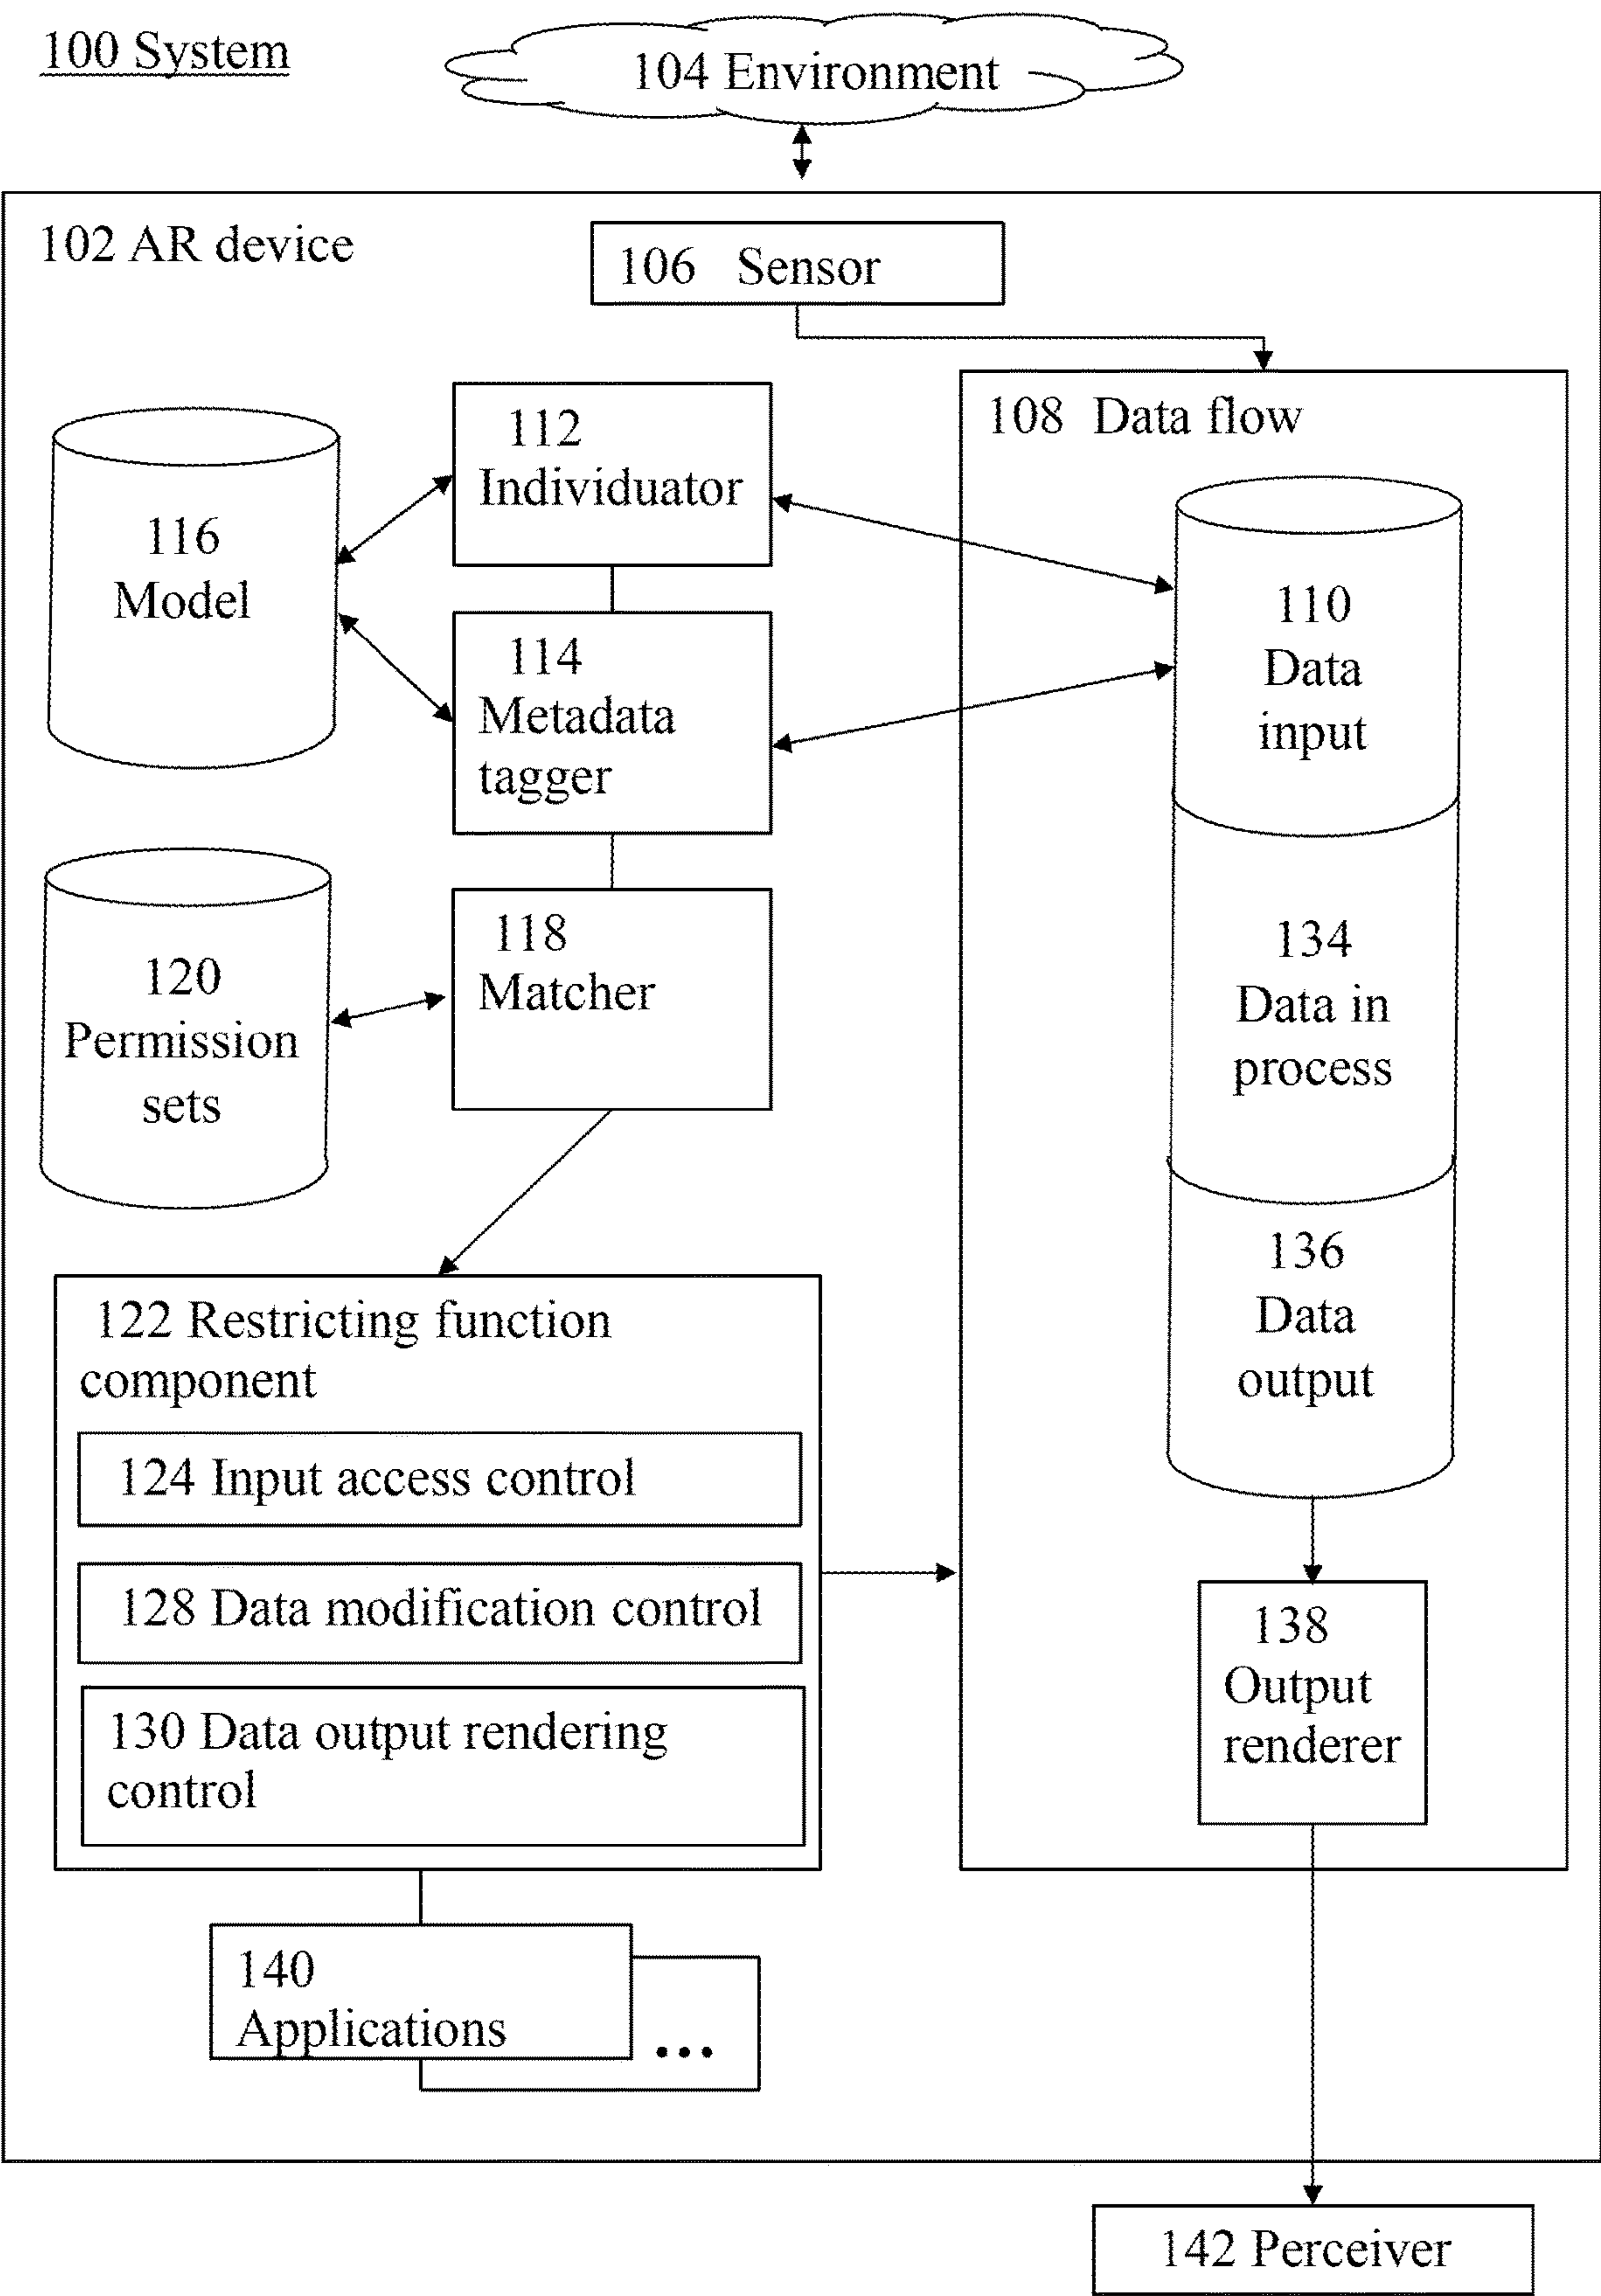 100 System
104 Environment
102 AR device
106 Sensor
108 Data flow
112
Individuator
116
Model
110
Data
input
114
Metadata
tagger
118
Matcher
120
Permission
sets
134
Data in
process
136
Data
output
122 Restricting function
component
124 Input access control
128 Data modification control
130 Data output rendering
control
138
Output
renderer
140
Applications
...
142 Perceiver